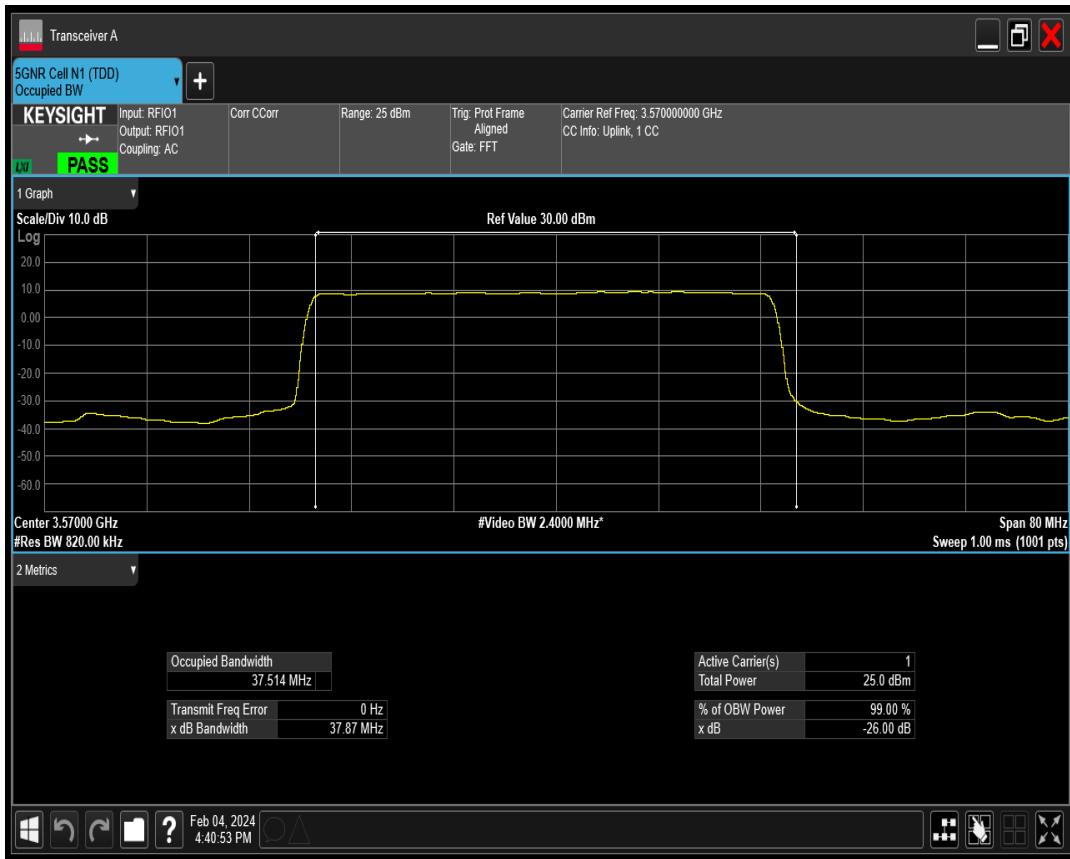 Transceiver A
5GNR Cell N1 (TDD)
Occupied BW
+
KEYSIGHT
LXI
PASS
Input: RFIO1
Output: RFIO1
Coupling: AC
Corr CCorr
Range: 25 dBm
Trig: Prot Frame
Aligned
Gate: FFT
Carrier Ref Freq: 3.570000000 GHz
CC Info: Uplink, 1 CC
1 Graph
Scale/Div 10.0 dB
Ref Value 30.00 dBm
Log
20.0
10.0
0.00
-10.0
-20.0
-30.0
-40.0
-50.0
-60.0
Center 3.57000 GHz
#Video BW 2.4000 MHz*
Span 80 MHz
#Res BW 820.00 kHz
Sweep 1.00 ms (1001 pts)
2 Metrics
Occupied Bandwidth
37.514 MHz
Transmit Freq Error 0 Hz
x dB Bandwidth 37.87 MHz
Active Carrier(s) 1
Total Power 25.0 dBm
% of OBW Power 99.00 %
x dB -26.00 dB
?
Feb 04, 2024
4:40:53 PM